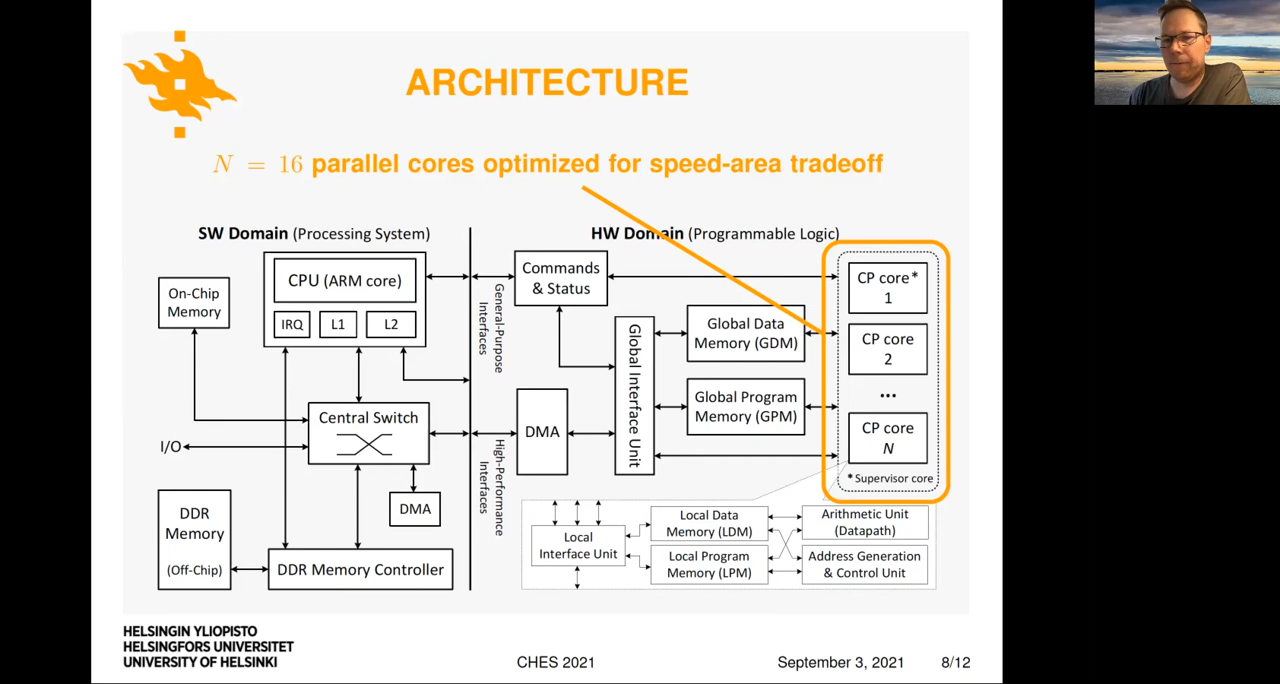 ARCHITECTURE
N = 16 parallel cores optimized for speed-area tradeoff
SW Domain (Processing System)
HW Domain (Programmable Logic)
On-Chip
Memory
CPU (ARM core)
IRQ
L1
L2
Central Switch
I/O
DMA
DDR
Memory
(Off-Chip)
DDR Memory Controller
General-Purpose
Interfaces
High-Performance
Interfaces
Commands
& Status
DMA
Global Interface Unit
Global Data
Memory (GDM)
Global Program
Memory (GPM)
CP core*
1
CP core
2
...
CP core
N
* Supervisor core
Local
Interface Unit
Local Data
Memory (LDM)
Local Program
Memory (LPM)
Arithmetic Unit
(Datapath)
Address Generation
& Control Unit
HELSINGIN YLIOPISTO
HELSINGFORS UNIVERSITET
UNIVERSITY OF HELSINKI
CHES 2021
September 3, 2021
8/12